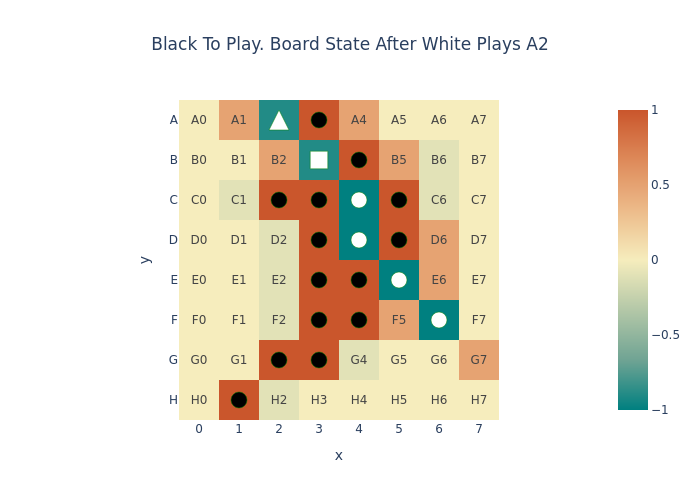 Black To Play. Board State After White Plays A2
A A0 A1 A4 A5 A6 A7 1
B B0 B1 B2 B5 B6 B7 0.5
C C0 C1 C6 C7
D D0 D1 D2 D6 D7 0
E E0 E1 E2 E6 E7
F F0 F1 F2 F5 F7 −0.5
G G0 G1 G4 G5 G6 G7
H H0 H2 H3 H4 H5 H6 H7 −1
0 1 2 3 4 5 6 7
x
y